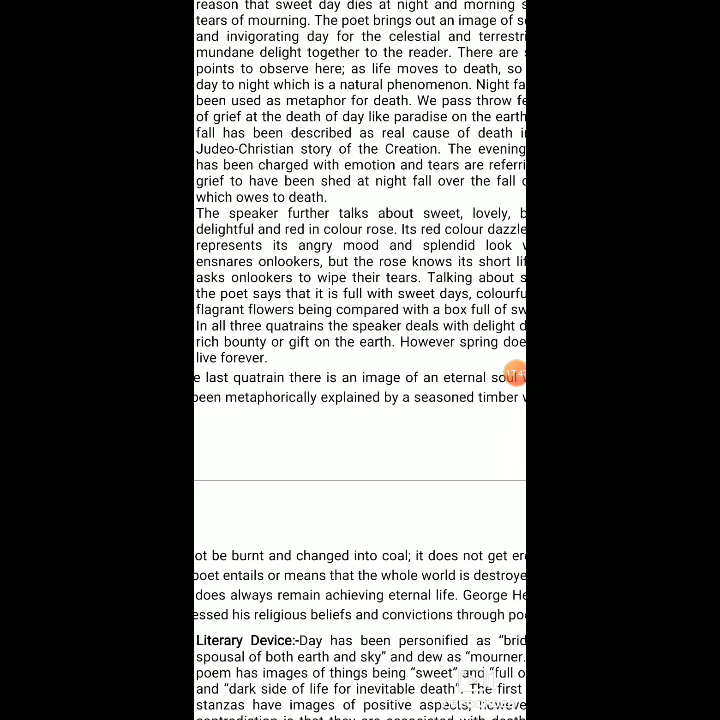 reason that sweet day dies at night and morning s
tears of mourning. The poet brings out an image of s
and invigorating day for the celestial and terrestri
mundane delight together to the reader. There are
points to observe here; as life moves to death, so
day to night which is a natural phenomenon. Night fa
been used as metaphor for death. We pass throw fe
of grief at the death of day like paradise on the earth
fall has been described as real cause of death i
Judeo-Christian story of the Creation. The evening
has been charged with emotion and tears are referri
grief to have been shed at night fall over the fall
which owes to death.
The speaker further talks about sweet, lovely, b
delightful and red in colour rose. Its red colour dazzle
represents its angry mood and splendid look
ensnares onlookers, but the rose knows its short li
asks onlookers to wipe their tears. Talking about s
the poet says that it is full with sweet days, colourfu
flagrant flowers being compared with a box full of sw
In all three quatrains the speaker deals with delight d
rich bounty or gift on the earth. However spring doe
live forever.
e last quatrain there is an image of an eternal soul
been metaphorically explained by a seasoned timber
17:47
ot be burnt and changed into coal; it does not get er
poet entails or means that the whole world is destroye
does always remain achieving eternal life. George He
essed his religious beliefs and convictions through po
Literary Device:-Day has been personified as “brid
spousal of both earth and sky” and dew as “mourner.
poem has images of things being “sweet” and “full o
and “dark side of life for inevitable death”. The first
stanzas have images of positive aspects, howeve
contradiction is that they are associated with death